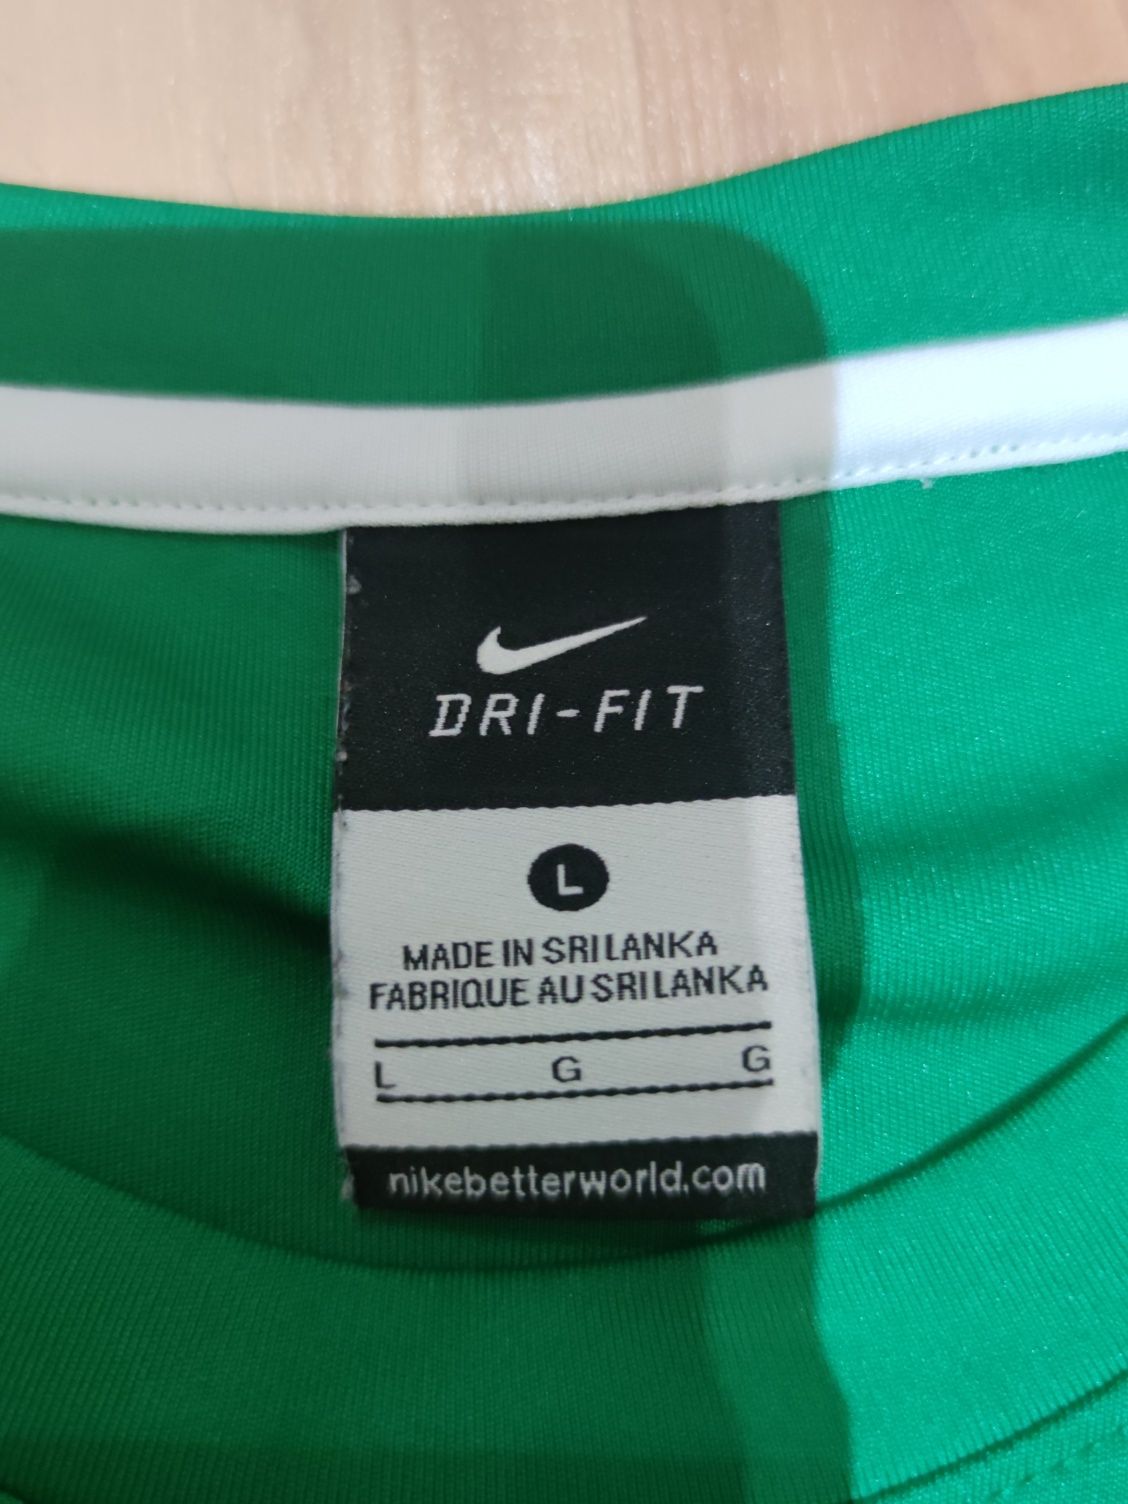 DRI-FIT
L
MADE IN SRI LANKA
FABRIQUE AU SRI LANKA
L G G
nikebetterworld.com